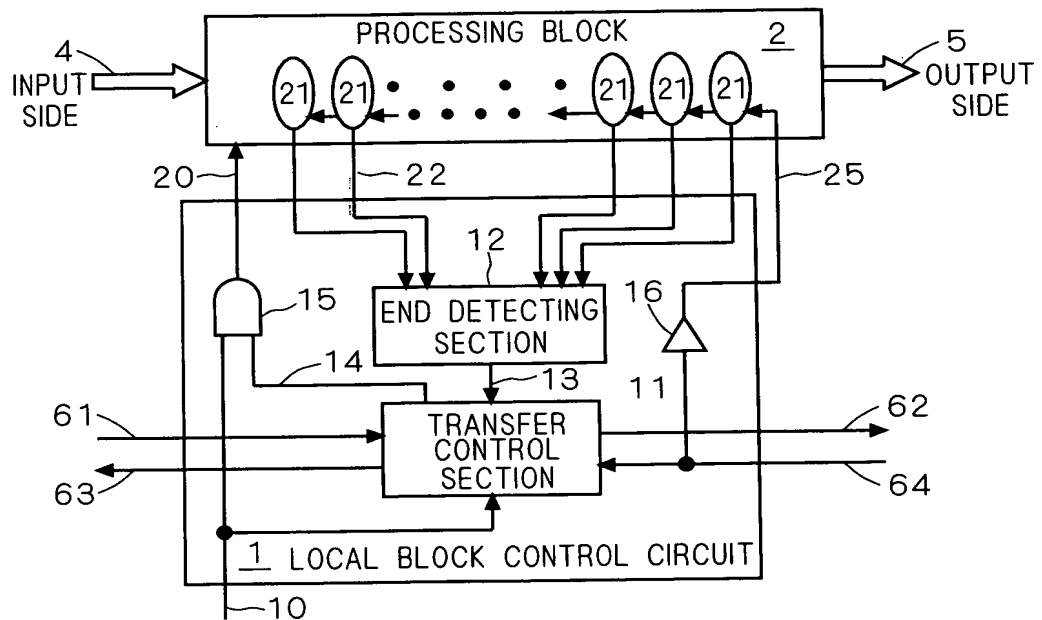 PROCESSING BLOCK 2
4
5
INPUT
SIDE
OUTPUT
SIDE
21 21 21 21 21
20
22
25
12
END DETECTING
SECTION
15
16
14
13
11
61
62
TRANSFER
CONTROL
SECTION
63
64
1 LOCAL BLOCK CONTROL CIRCUIT
10